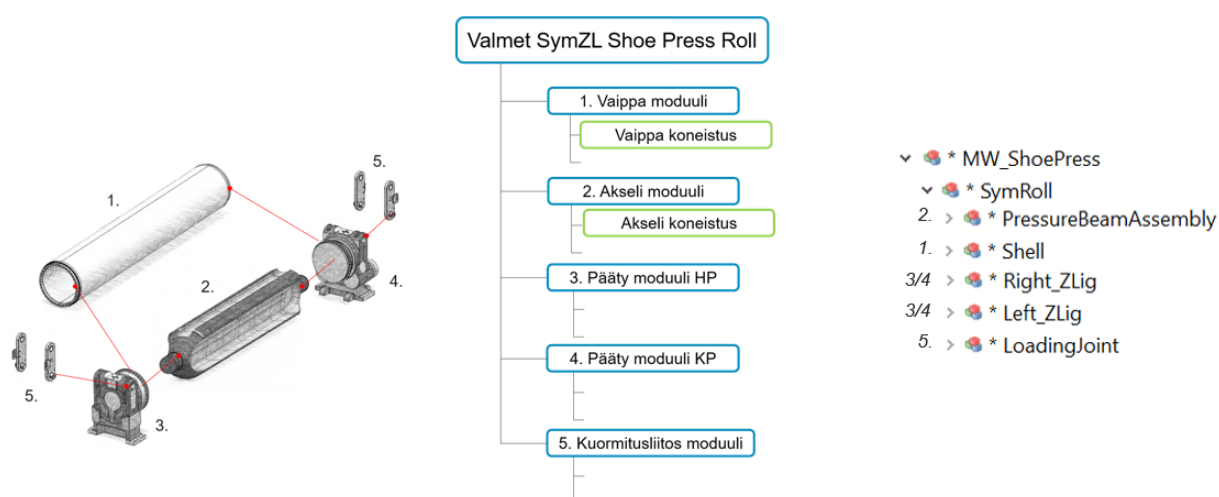 1.
5.
4.
2.
5.
3.
Valmet SymZL Shoe Press Roll
1. Vaippa moduuli
Vaippa koneistus
2. Akseli moduuli
Akseli koneistus
3. Pääty moduuli HP
4. Pääty moduuli KP
5. Kuormitusliitos moduuli
* MW_ShoePress
* SymRoll
2. * PressureBeamAssembly
1. * Shell
3/4 * Right_ZLig
3/4 * Left_ZLig
5. * LoadingJoint